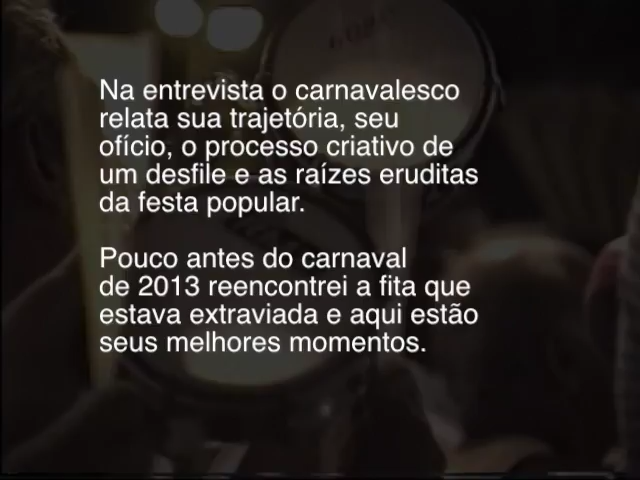 Na entrevista o carnavalesco
relata sua trajetória, seu
ofício, o processo criativo de
um desfile e as raízes eruditas
da festa popular.
Pouco antes do carnaval
de 2013 reencontrei a fita que
estava extraviada e aqui estão
seus melhores momentos.